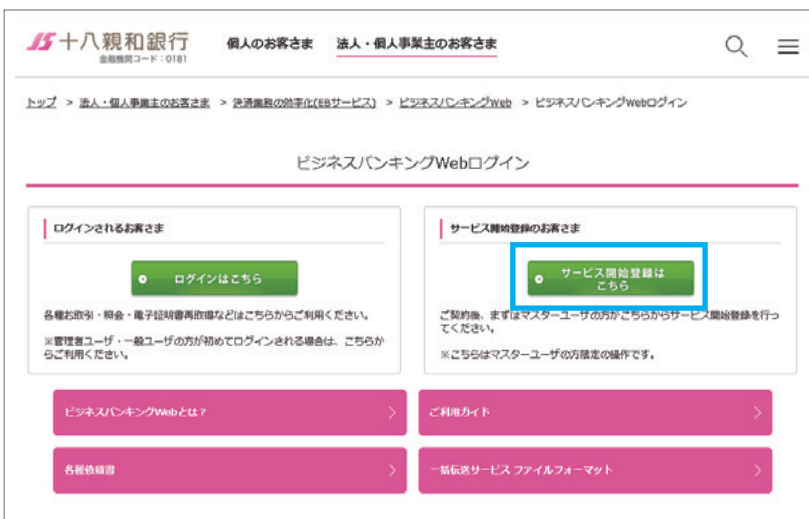 十八親和銀行
金融機関コード：0181
個人のお客さま
法人・個人事業主のお客さま
トップ > 法人・個人事業主のお客さま > 決済業務の効率化(EBサービス) > ビジネスバンキングWeb > ビジネスバンキングWebログイン
ビジネスバンキングWebログイン
ログインされるお客さま
ログインはこちら
各種お取引・照会・電子証明書再取得などはこちらからご利用ください。
※管理者ユーザ・一般ユーザの方が初めてログインされる場合は、こちらか
らご利用ください。
サービス開始登録のお客さま
サービス開始登録は
こちら
ご契約後、まずはマスターユーザの方がこちらからサービス開始登録を行っ
てください。
※こちらはマスターユーザの方限定の操作です。
ビジネスバンキングWebとは？
ご利用ガイド
各種依頼書
一括伝送サービス ファイルフォーマット